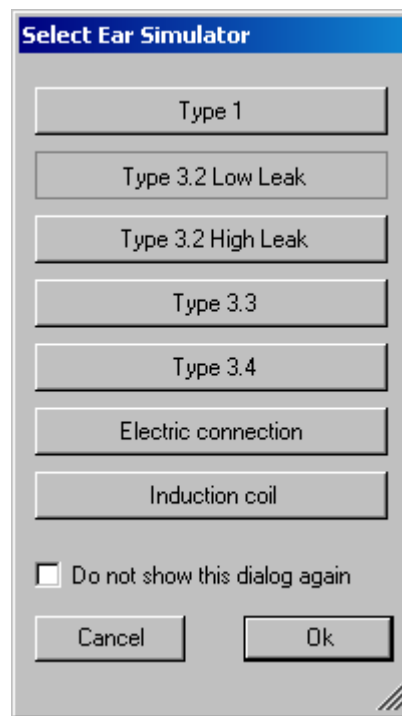 Select Ear Simulator
Type 1
Type 3.2 Low Leak
Type 3.2 High Leak
Type 3.3
Type 3.4
Electric connection
Induction coil
Do not show this dialog again
Cancel
Ok